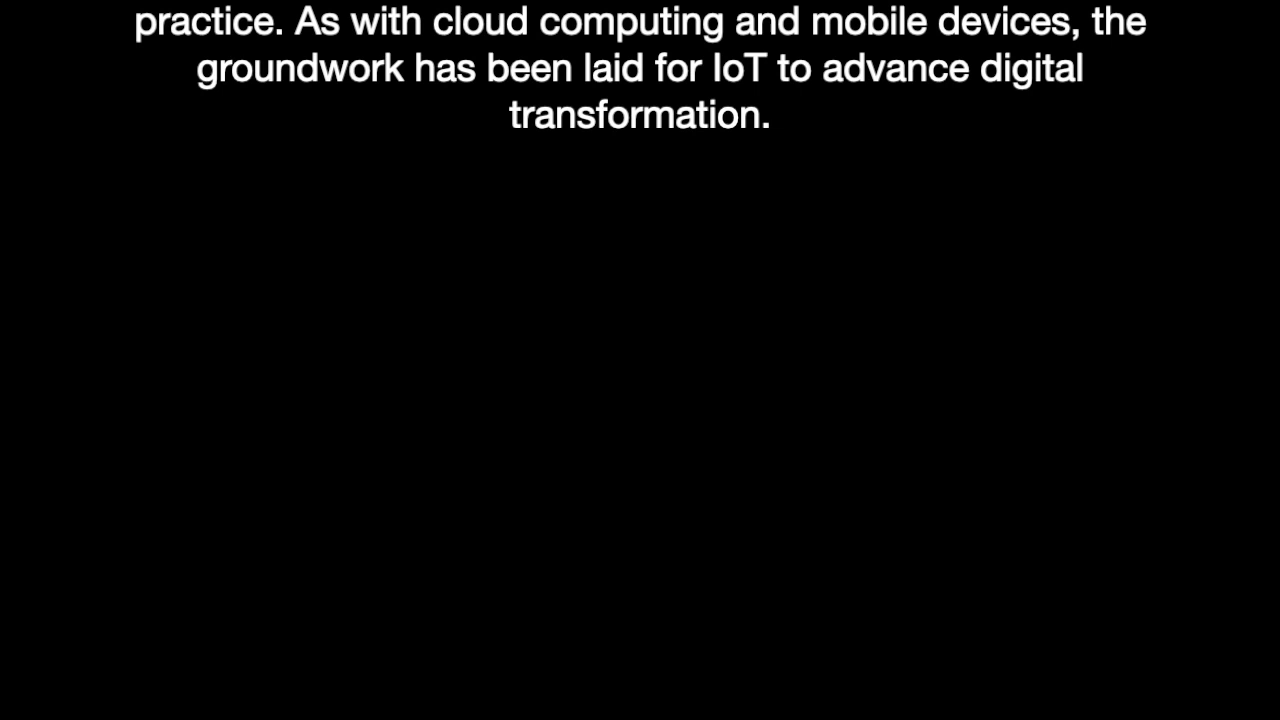 practice. As with cloud computing and mobile devices, the
groundwork has been laid for IoT to advance digital
transformation.